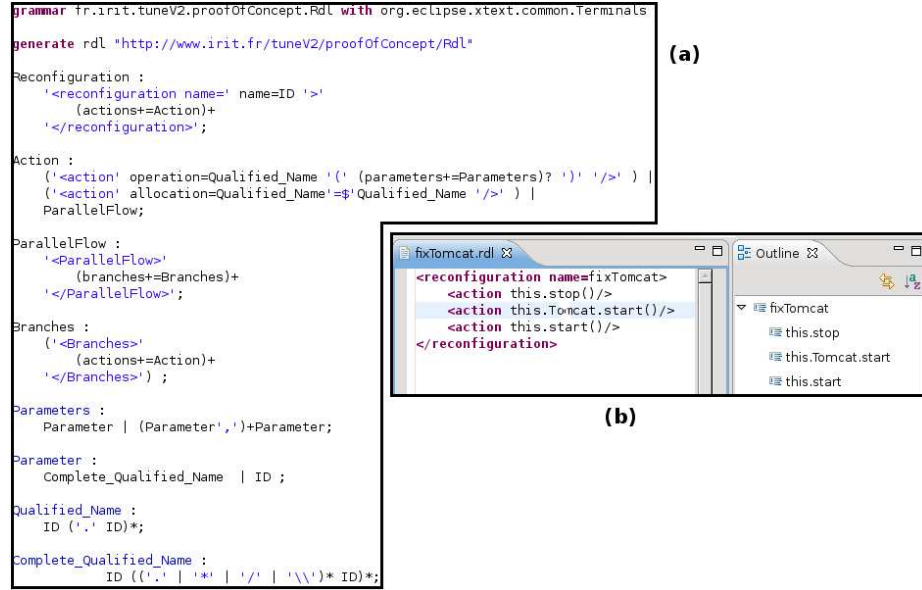 grammar fr.irit.tuneV2.proofOfConcept.Rdl with org.eclipse.xtext.common.Terminals
generate rdl "http://www.irit.fr/tuneV2/proofOfConcept/Rdl"
(a)
Reconfiguration :
'<reconfiguration name=' name=ID '>'
(actions+=Action)+
'</reconfiguration>';
Action :
('<action' operation=Qualified_Name '(' (parameters+=Parameters)? ')' '/>' ) |
('<action' allocation=Qualified_Name'=$'Qualified_Name '/>' ) |
ParallelFlow;
ParallelFlow :
'<ParallelFlow>'
(branches+=Branches)+
'</ParallelFlow>';
Branches :
('<Branches>'
(actions+=Action)+
'</Branches>') ;
Parameters :
Parameter | (Parameter',')+Parameter;
Parameter :
Complete_Qualified_Name | ID ;
Qualified_Name :
ID ('.' ID)*;
Complete_Qualified_Name :
ID (('.' | '*' | '/' | '\\')* ID)*;
fixTomcat.rdl
<reconfiguration name=fixTomcat>
<action this.stop()/>
<action this.Tomcat.start()/>
<action this.start()/>
</reconfiguration>
Outline
fixTomcat
this.stop
this.Tomcat.start
this.start
(b)